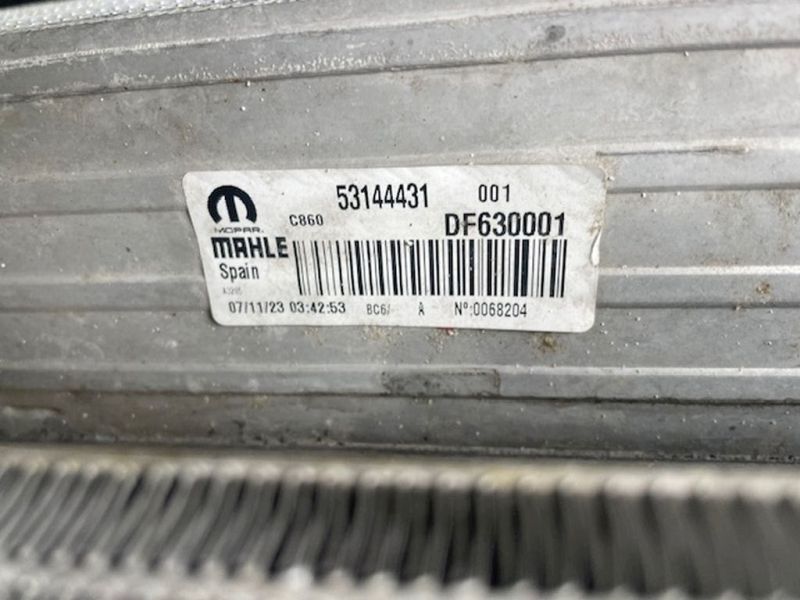 53144431 001
C860 DF630001
MOPAR
MAHLE
Spain
07/11/23 03:42:53 BC6/ A Nº:0068204